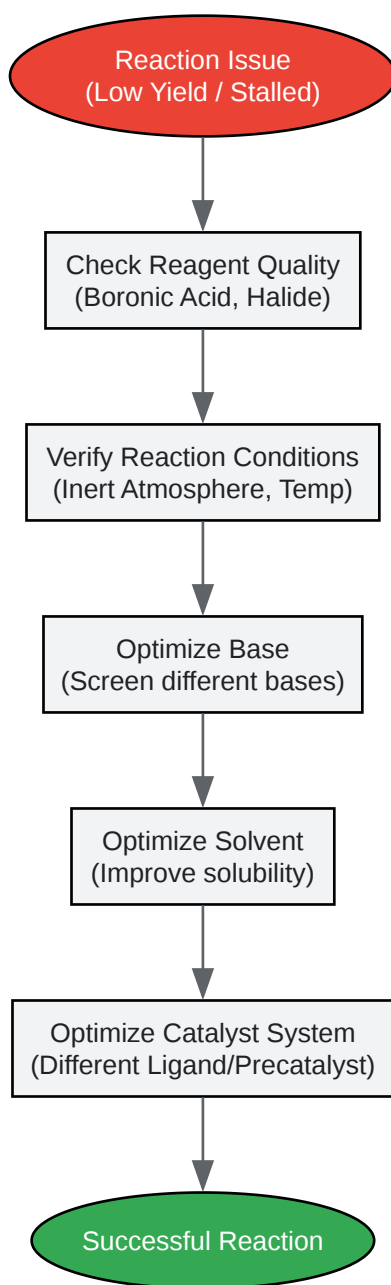 Reaction Issue
(Low Yield / Stalled)
Check Reagent Quality
(Boronic Acid, Halide)
Verify Reaction Conditions
(Inert Atmosphere, Temp)
Optimize Base
(Screen different bases)
Optimize Solvent
(Improve solubility)
Optimize Catalyst System
(Different Ligand/Precatalyst)
Successful Reaction